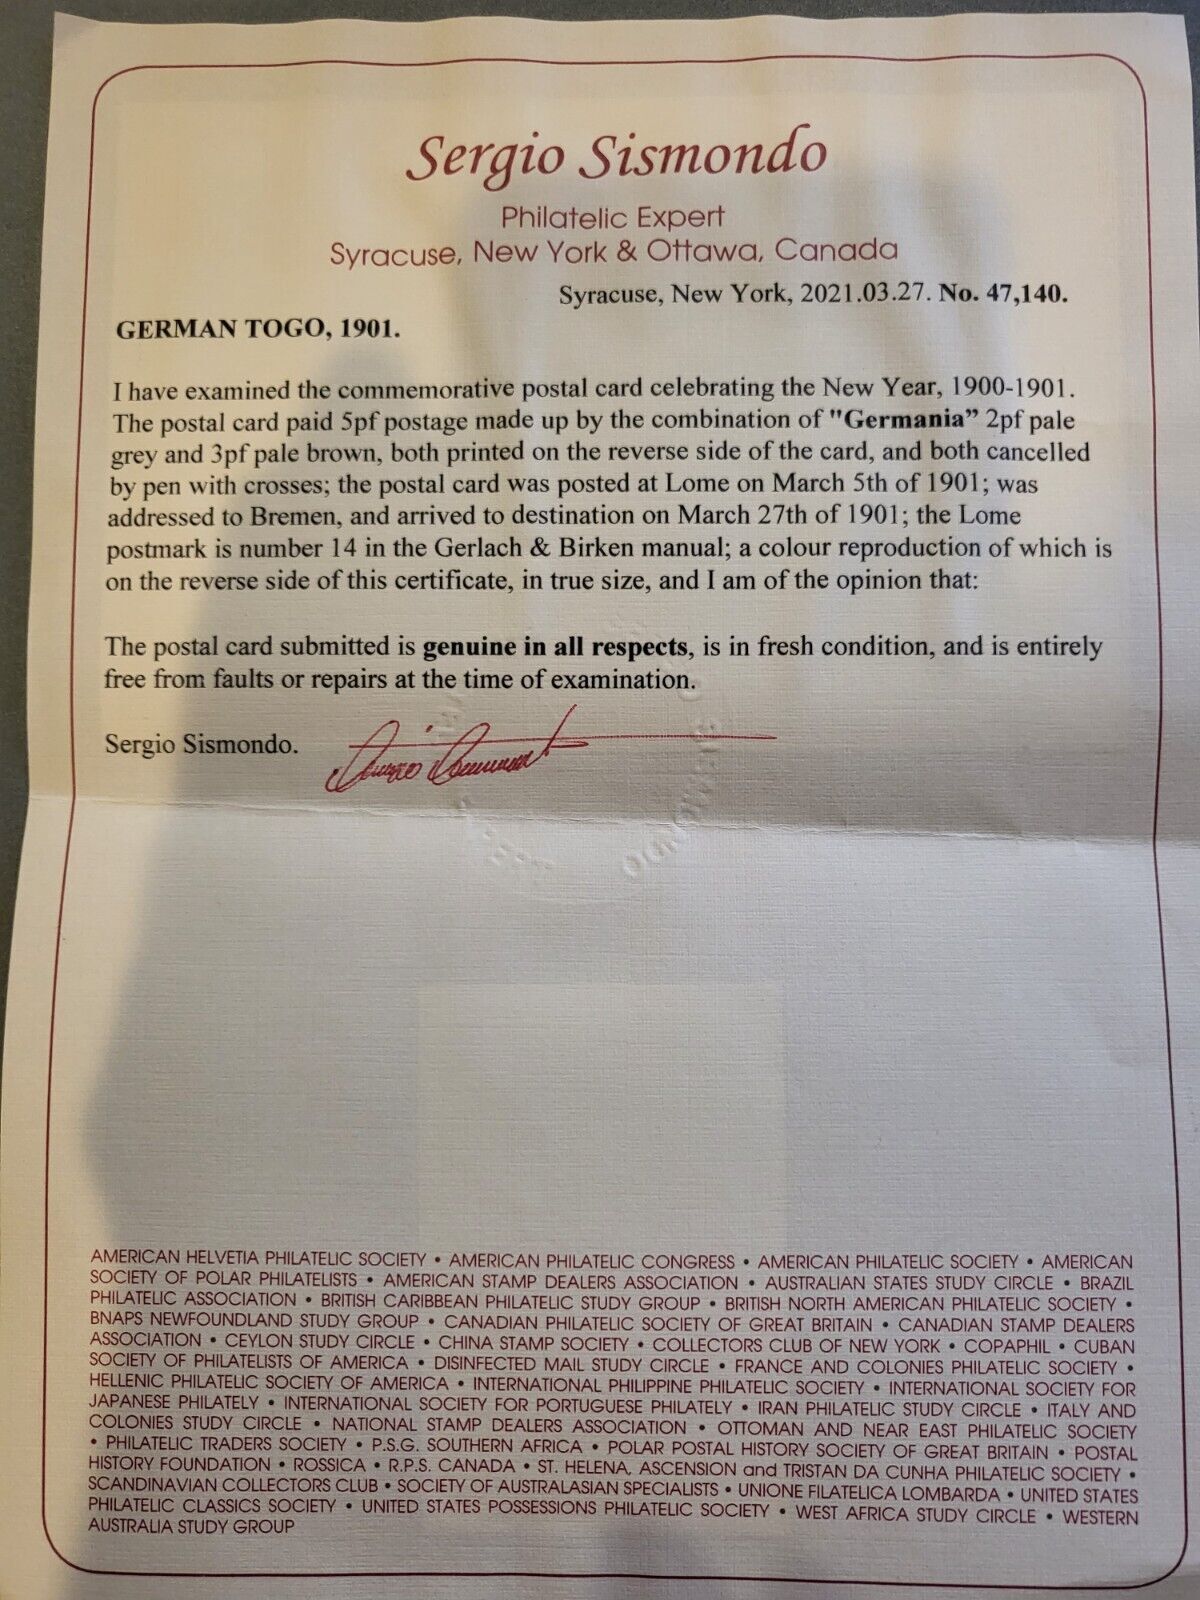 Sergio Sismondo
Philatelic Expert
Syracuse, New York & Ottawa, Canada
Syracuse, New York, 2021.03.27. No. 47,140.
GERMAN TOGO, 1901.
I have examined the commemorative postal card celebrating the New Year, 1900-1901.
The postal card paid 5pf postage made up by the combination of "Germania” 2pf pale
grey and 3pf pale brown, both printed on the reverse side of the card, and both cancelled
by pen with crosses; the postal card was posted at Lome on March 5th of 1901; was
addressed to Bremen, and arrived to destination on March 27th of 1901; the Lome
postmark is number 14 in the Gerlach & Birken manual; a colour reproduction of which is
on the reverse side of this certificate, in true size, and I am of the opinion that:
The postal card submitted is genuine in all respects, is in fresh condition, and is entirely
free from faults or repairs at the time of examination.
Sergio Sismondo.
AMERICAN HELVETIA PHILATELIC SOCIETY • AMERICAN PHILATELIC CONGRESS • AMERICAN PHILATELIC SOCIETY • AMERICAN
SOCIETY OF POLAR PHILATELISTS • AMERICAN STAMP DEALERS ASSOCIATION • AUSTRALIAN STATES STUDY CIRCLE • BRAZIL
PHILATELIC ASSOCIATION • BRITISH CARIBBEAN PHILATELIC STUDY GROUP • BRITISH NORTH AMERICAN PHILATELIC SOCIETY •
BNAPS NEWFOUNDLAND STUDY GROUP • CANADIAN PHILATELIC SOCIETY OF GREAT BRITAIN • CANADIAN STAMP DEALERS
ASSOCIATION • CEYLON STUDY CIRCLE • CHINA STAMP SOCIETY • COLLECTORS CLUB OF NEW YORK • COPAPHIL • CUBAN
SOCIETY OF PHILATELISTS OF AMERICA • DISINFECTED MAIL STUDY CIRCLE • FRANCE AND COLONIES PHILATELIC SOCIETY •
HELLENIC PHILATELIC SOCIETY OF AMERICA • INTERNATIONAL PHILIPPINE PHILATELIC SOCIETY • INTERNATIONAL SOCIETY FOR
JAPANESE PHILATELY • INTERNATIONAL SOCIETY FOR PORTUGUESE PHILATELY • IRAN PHILATELIC STUDY CIRCLE • ITALY AND
COLONIES STUDY CIRCLE • NATIONAL STAMP DEALERS ASSOCIATION • OTTOMAN AND NEAR EAST PHILATELIC SOCIETY
• PHILATELIC TRADERS SOCIETY • P.S.G. SOUTHERN AFRICA • POLAR POSTAL HISTORY SOCIETY OF GREAT BRITAIN • POSTAL
HISTORY FOUNDATION • ROSSICA • R.P.S. CANADA • ST. HELENA, ASCENSION and TRISTAN DA CUNHA PHILATELIC SOCIETY •
SCANDINAVIAN COLLECTORS CLUB • SOCIETY OF AUSTRALASIAN SPECIALISTS • UNIONE FILATELICA LOMBARDA • UNITED STATES
PHILATELIC CLASSICS SOCIETY • UNITED STATES POSSESSIONS PHILATELIC SOCIETY • WEST AFRICA STUDY CIRCLE • WESTERN
AUSTRALIA STUDY GROUP